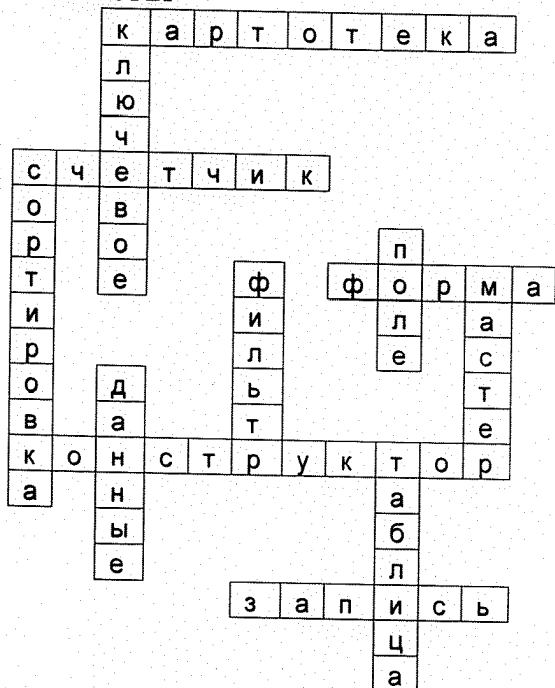 картотека
ключевое
счетчик
сортировка
поле
фильтр
форма
мастер
данные
конструктор
таблица
запись